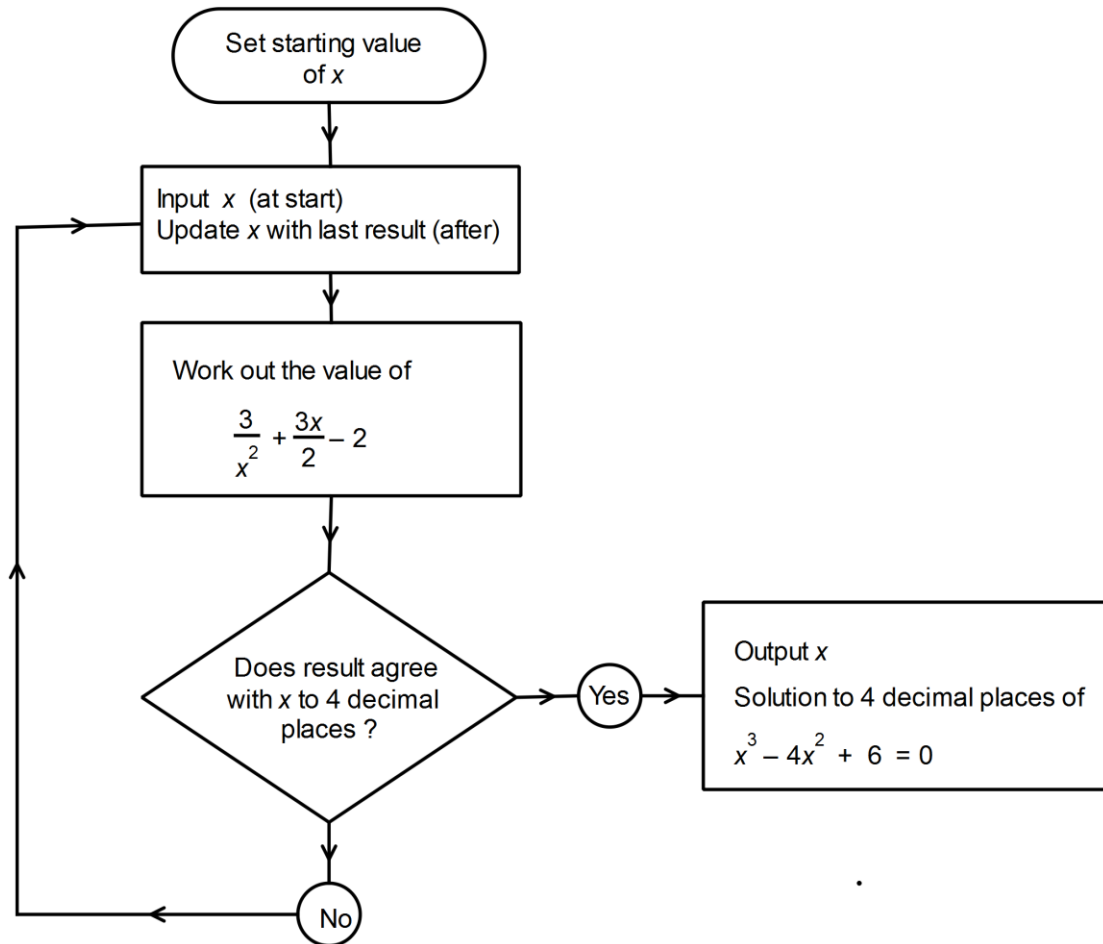 Set starting value
of x
Input x (at start)
Update x with last result (after)
Work out the value of
3/x² + 3x/2 – 2
Does result agree
with x to 4 decimal
places ?
Yes
Output x
Solution to 4 decimal places of
x³ – 4x² + 6 = 0
No